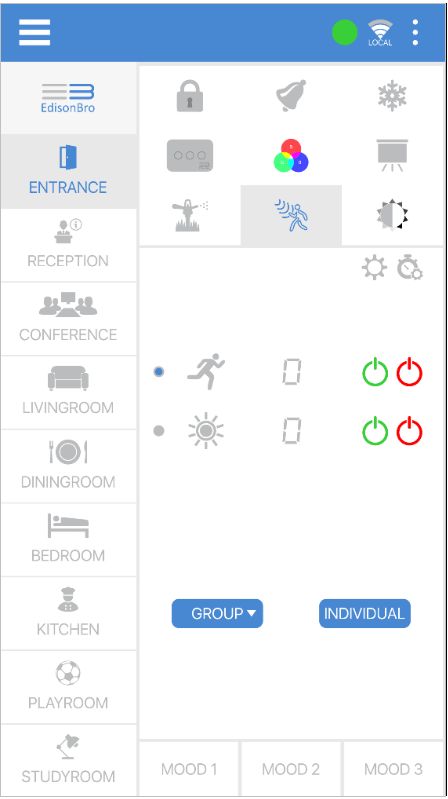 LOCAL
EdisonBro
ENTRANCE
RECEPTION
CONFERENCE
LIVINGROOM
DININGROOM
BEDROOM
KITCHEN
PLAYROOM
STUDYROOM
0
0
GROUP
INDIVIDUAL
MOOD 1
MOOD 2
MOOD 3